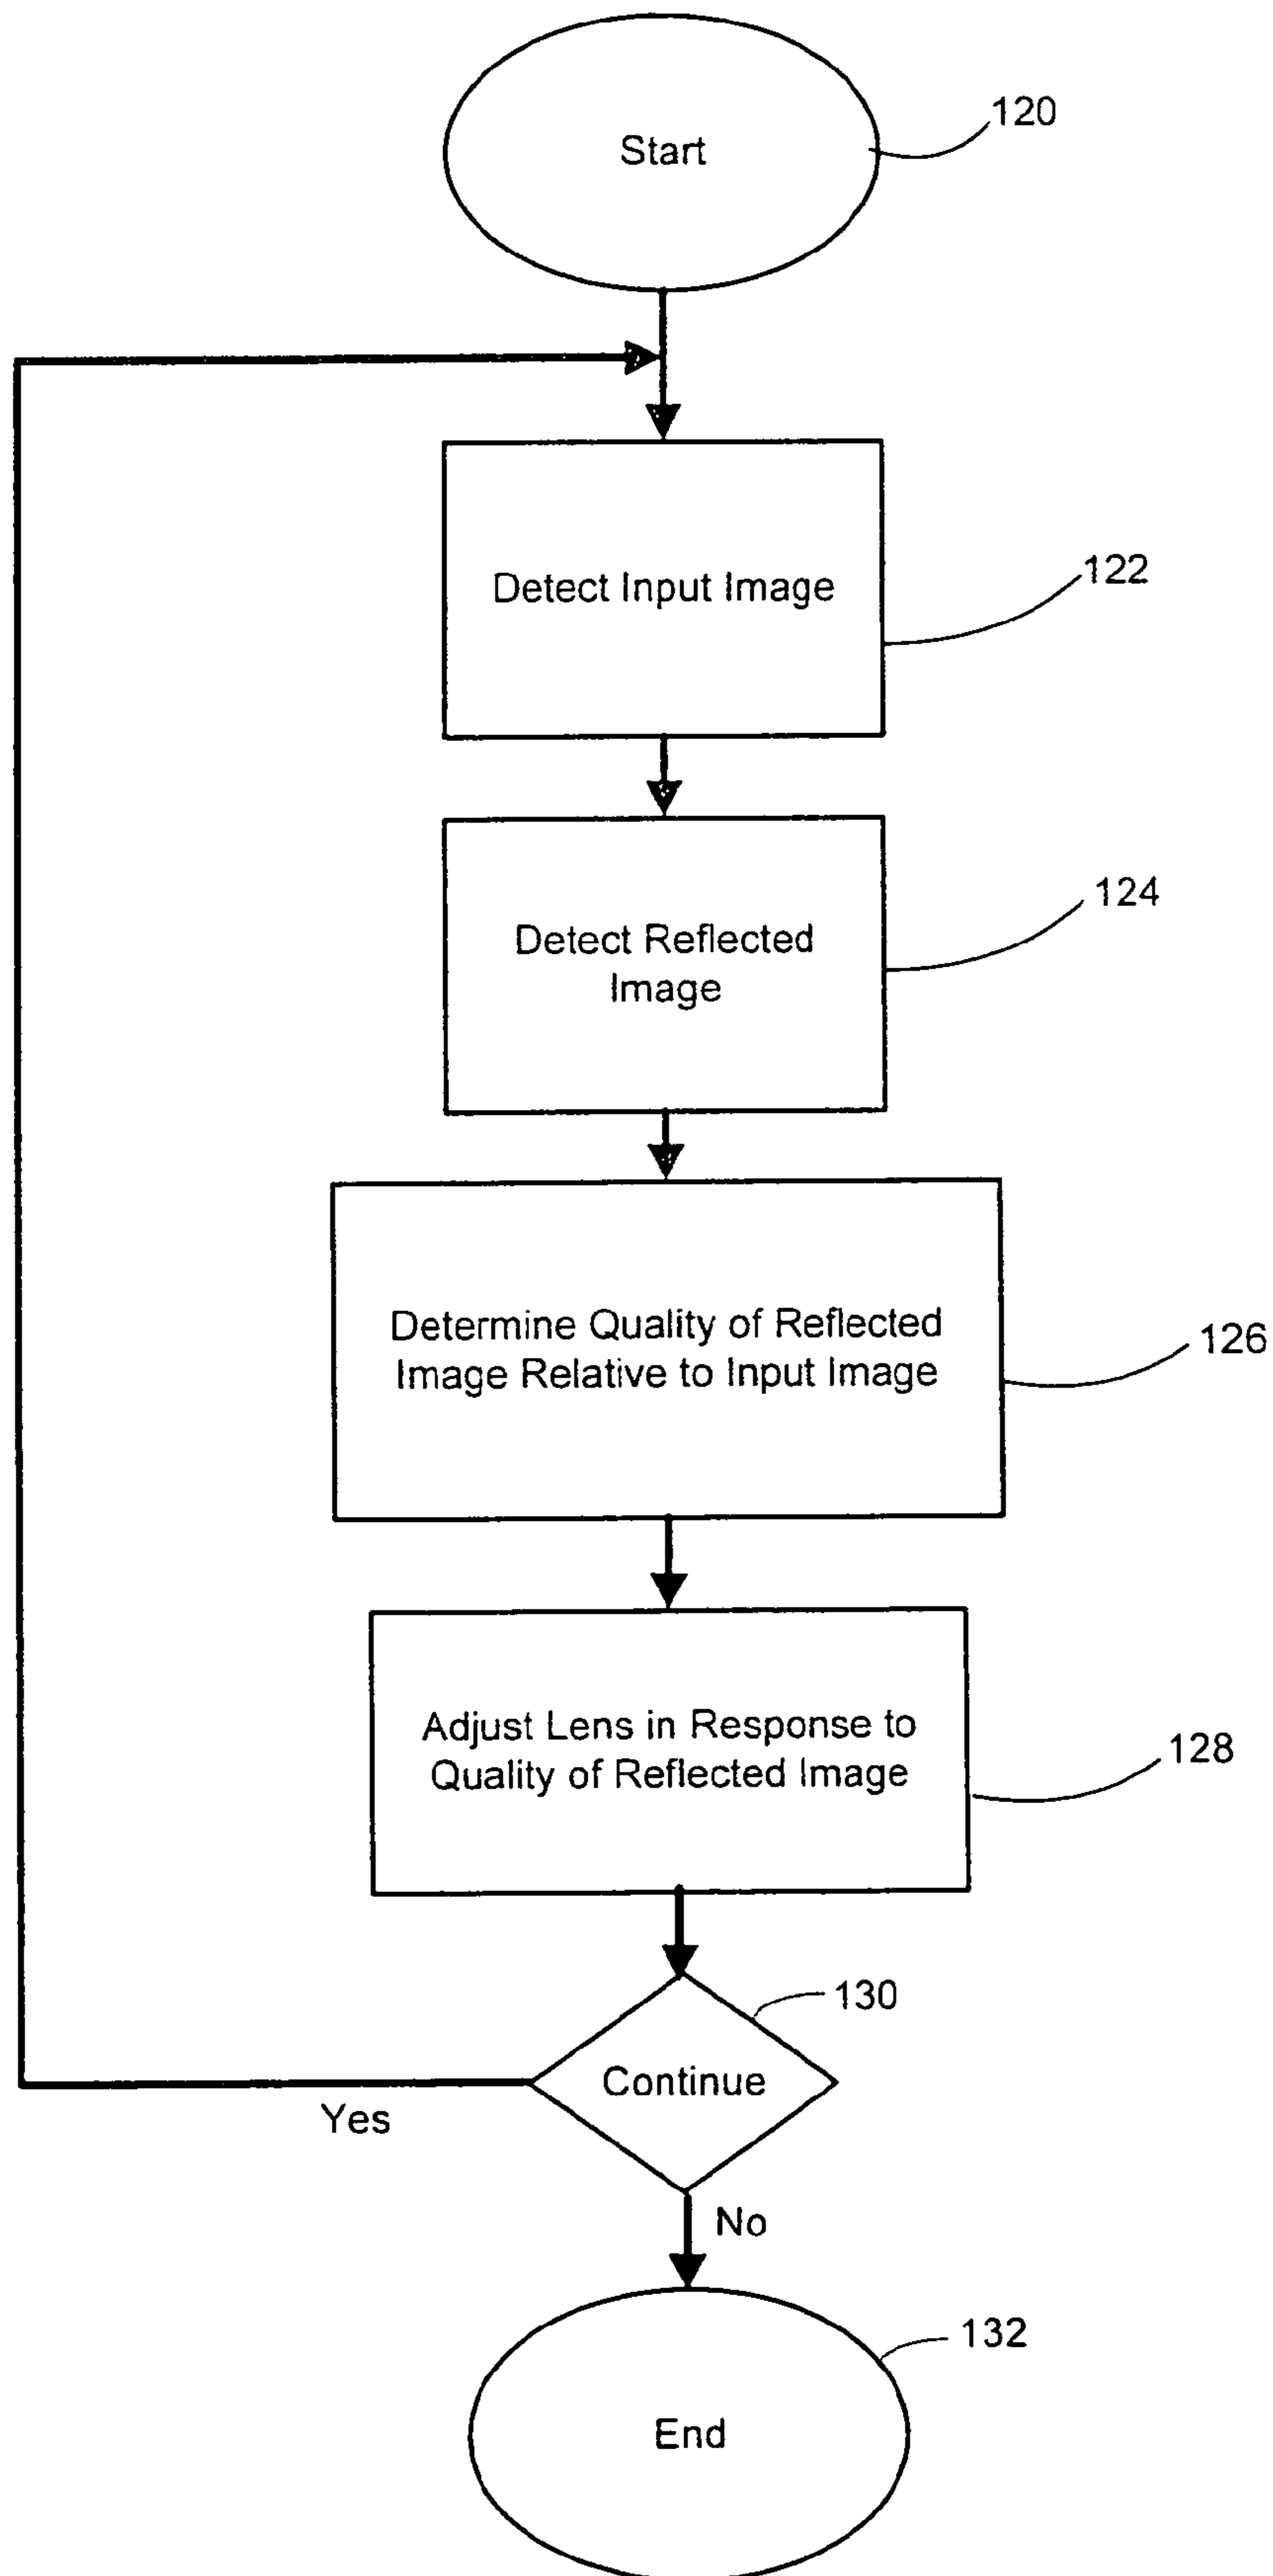 Start
120
Detect Input Image
122
Detect Reflected
Image
124
Determine Quality of Reflected
Image Relative to Input Image
126
Adjust Lens in Response to
Quality of Reflected Image
128
130
Continue
Yes
No
132
End